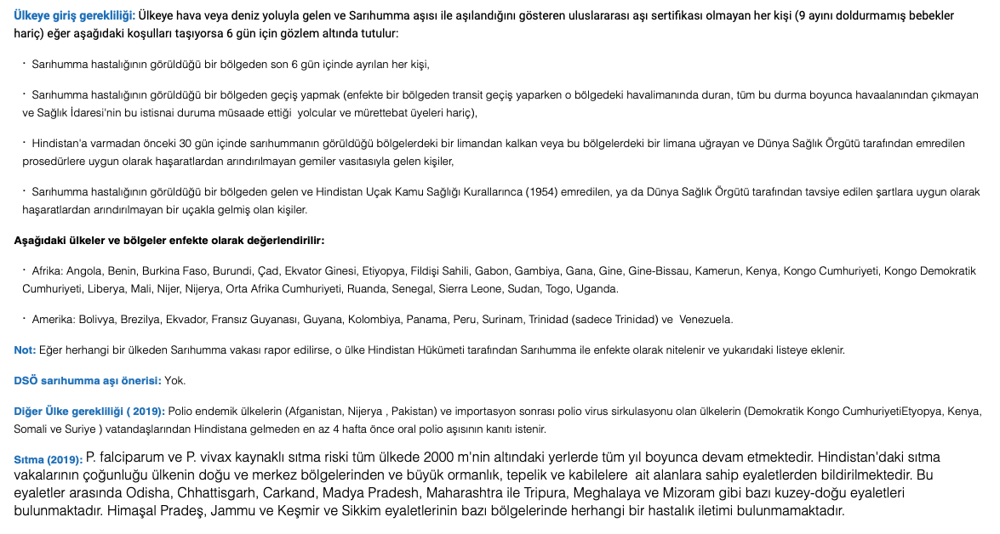 Ülkeye giriş gerekliliği: Ülkeye hava veya deniz yoluyla gelen ve Sarıhumma aşısı ile aşılandığını gösteren uluslararası aşı sertifikası olmayan her kişi (9 ayını doldurmamış bebekler
hariç) eğer aşağıdaki koşulları taşıyorsa 6 gün için gözlem altında tutulur:
· Sarıhumma hastalığının görüldüğü bir bölgeden son 6 gün içinde ayrılan her kişi,
· Sarıhumma hastalığının görüldüğü bir bölgeden geçiş yapmak (enfekte bir bölgeden transit geçiş yaparken o bölgedeki havalimanında duran, tüm bu durma boyunca havaalanından çıkmayan
ve Sağlık İdaresi'nin bu istisnai duruma müsaade ettiği yolcular ve mürettebat üyeleri hariç),
· Hindistan'a varmadan önceki 30 gün içinde sarıhummanın görüldüğü bölgelerdeki bir limandan kalkan veya bu bölgelerdeki bir limana uğrayan ve Dünya Sağlık Örgütü tarafından emredilen
prosedürlere uygun olarak haşaratlardan arındırılmayan gemiler vasıtasıyla gelen kişiler,
· Sarıhumma hastalığının görüldüğü bir bölgeden gelen ve Hindistan Uçak Kamu Sağlığı Kurallarınca (1954) emredilen, ya da Dünya Sağlık Örgütü tarafından tavsiye edilen şartlara uygun olarak
haşaratlardan arındırılmayan bir uçakla gelmiş olan kişiler.
Aşağıdaki ülkeler ve bölgeler enfekte olarak değerlendirilir:
· Afrika: Angola, Benin, Burkina Faso, Burundi, Çad, Ekvator Ginesi, Etiyopya, Fildişi Sahili, Gabon, Gambiya, Gana, Gine, Gine-Bissau, Kamerun, Kenya, Kongo Cumhuriyeti, Kongo Demokratik
Cumhuriyeti, Liberya, Mali, Nijer, Nijerya, Orta Afrika Cumhuriyeti, Ruanda, Senegal, Sierra Leone, Sudan, Togo, Uganda.
· Amerika: Bolivya, Brezilya, Ekvador, Fransız Guyanası, Guyana, Kolombiya, Panama, Peru, Surinam, Trinidad (sadece Trinidad) ve Venezuela.
Not: Eğer herhangi bir ülkeden Sarıhumma vakası rapor edilirse, o ülke Hindistan Hükümeti tarafından Sarıhumma ile enfekte olarak nitelenir ve yukarıdaki listeye eklenir.
DSÖ sarıhumma aşı önerisi: Yok.
Diğer Ülke gerekliliği ( 2019): Polio endemik ülkelerin (Afganistan, Nijerya , Pakistan) ve importasyon sonrası polio virus sirkulasyonu olan ülkelerin (Demokratik Kongo CumhuriyetiEtyopya, Kenya,
Somali ve Suriye ) vatandaşlarından Hindistana gelmeden en az 4 hafta önce oral polio aşısının kanıtı istenir.
Sıtma (2019): P. falciparum ve P. vivax kaynaklı sıtma riski tüm ülkede 2000 m'nin altındaki yerlerde tüm yıl boyunca devam etmektedir. Hindistan'daki sıtma
vakalarının çoğunluğu ülkenin doğu ve merkez bölgelerinden ve büyük ormanlık, tepelik ve kabilelere ait alanlara sahip eyaletlerden bildirilmektedir. Bu
eyaletler arasında Odisha, Chhattisgarh, Carkand, Madya Pradesh, Maharashtra ile Tripura, Meghalaya ve Mizoram gibi bazı kuzey-doğu eyaletleri
bulunmaktadır. Himaşal Pradeş, Jammu ve Keşmir ve Sikkim eyaletlerinin bazı bölgelerinde herhangi bir hastalık iletimi bulunmamaktadır.